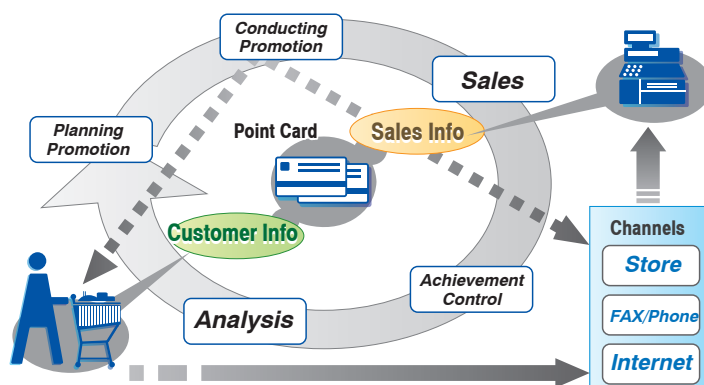 Conducting
Promotion
Sales
Planning
Promotion
Point Card
Sales Info
Customer Info
Channels
Store
FAX/Phone
Internet
Achievement
Control
Analysis